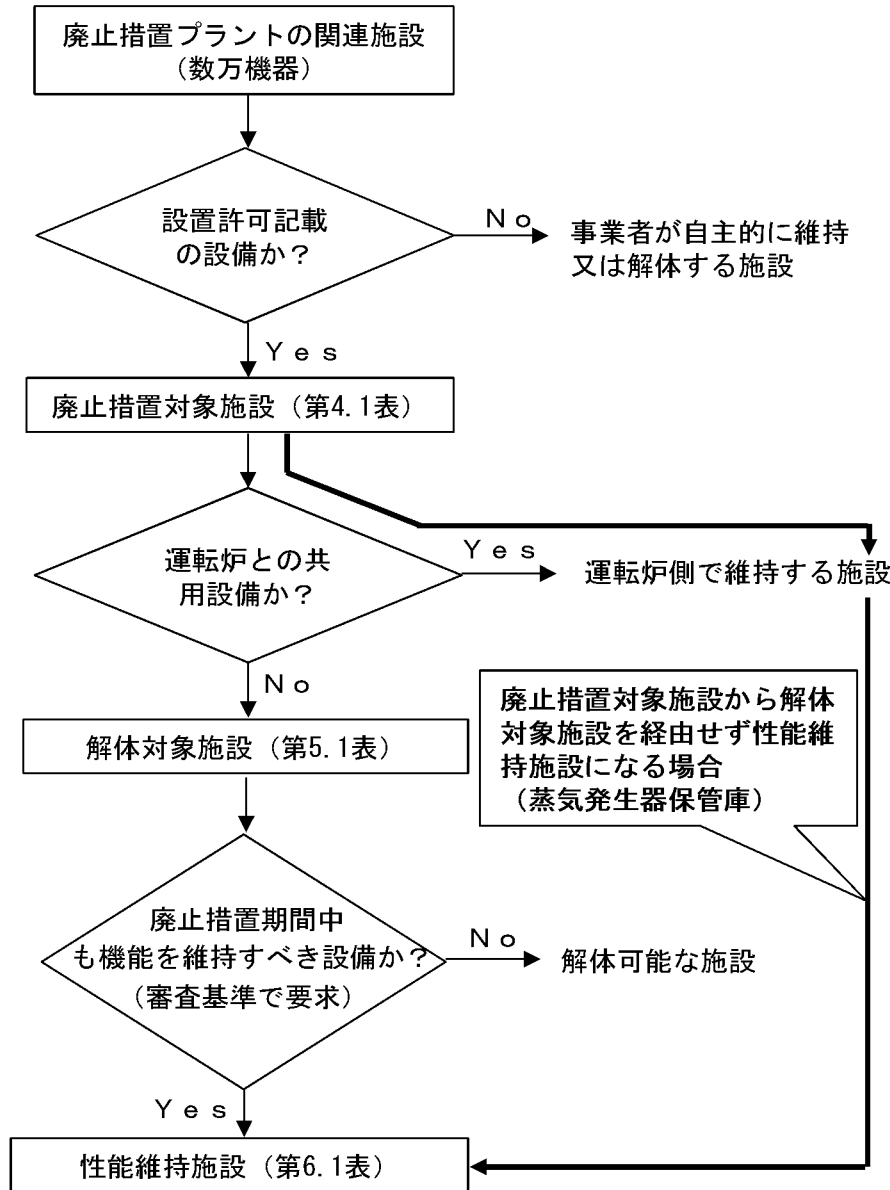 廃止措置プラントの関連施設
(数万機器)
設置許可記載
の設備か?
Ｎｏ
事業者が自主的に維持
又は解体する施設
Ｙｅｓ
廃止措置対象施設(第4.1表)
運転炉との共
用設備か?
Ｙｅｓ
運転炉側で維持する施設
Ｎｏ
解体対象施設(第5.1表)
廃止措置対象施設から解体
対象施設を経由せず性能維
持施設になる場合
(蒸気発生器保管庫)
廃止措置期間中
も機能を維持すべき設備か?
(審査基準で要求)
Ｎｏ
解体可能な施設
Ｙｅｓ
性能維持施設(第6.1表)